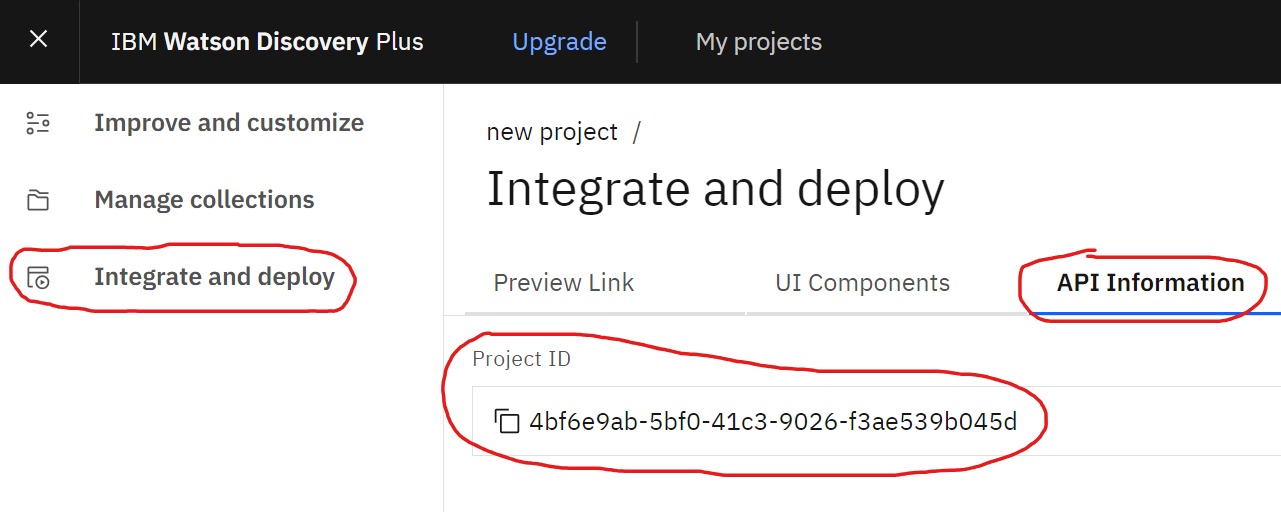 IBM Watson Discovery Plus Upgrade My projects
Improve and customize
Manage collections
Integrate and deploy
new project /
Integrate and deploy
Preview Link UI Components API Information
Project ID
4bf6e9ab-5bf0-41c3-9026-f3ae539b045d